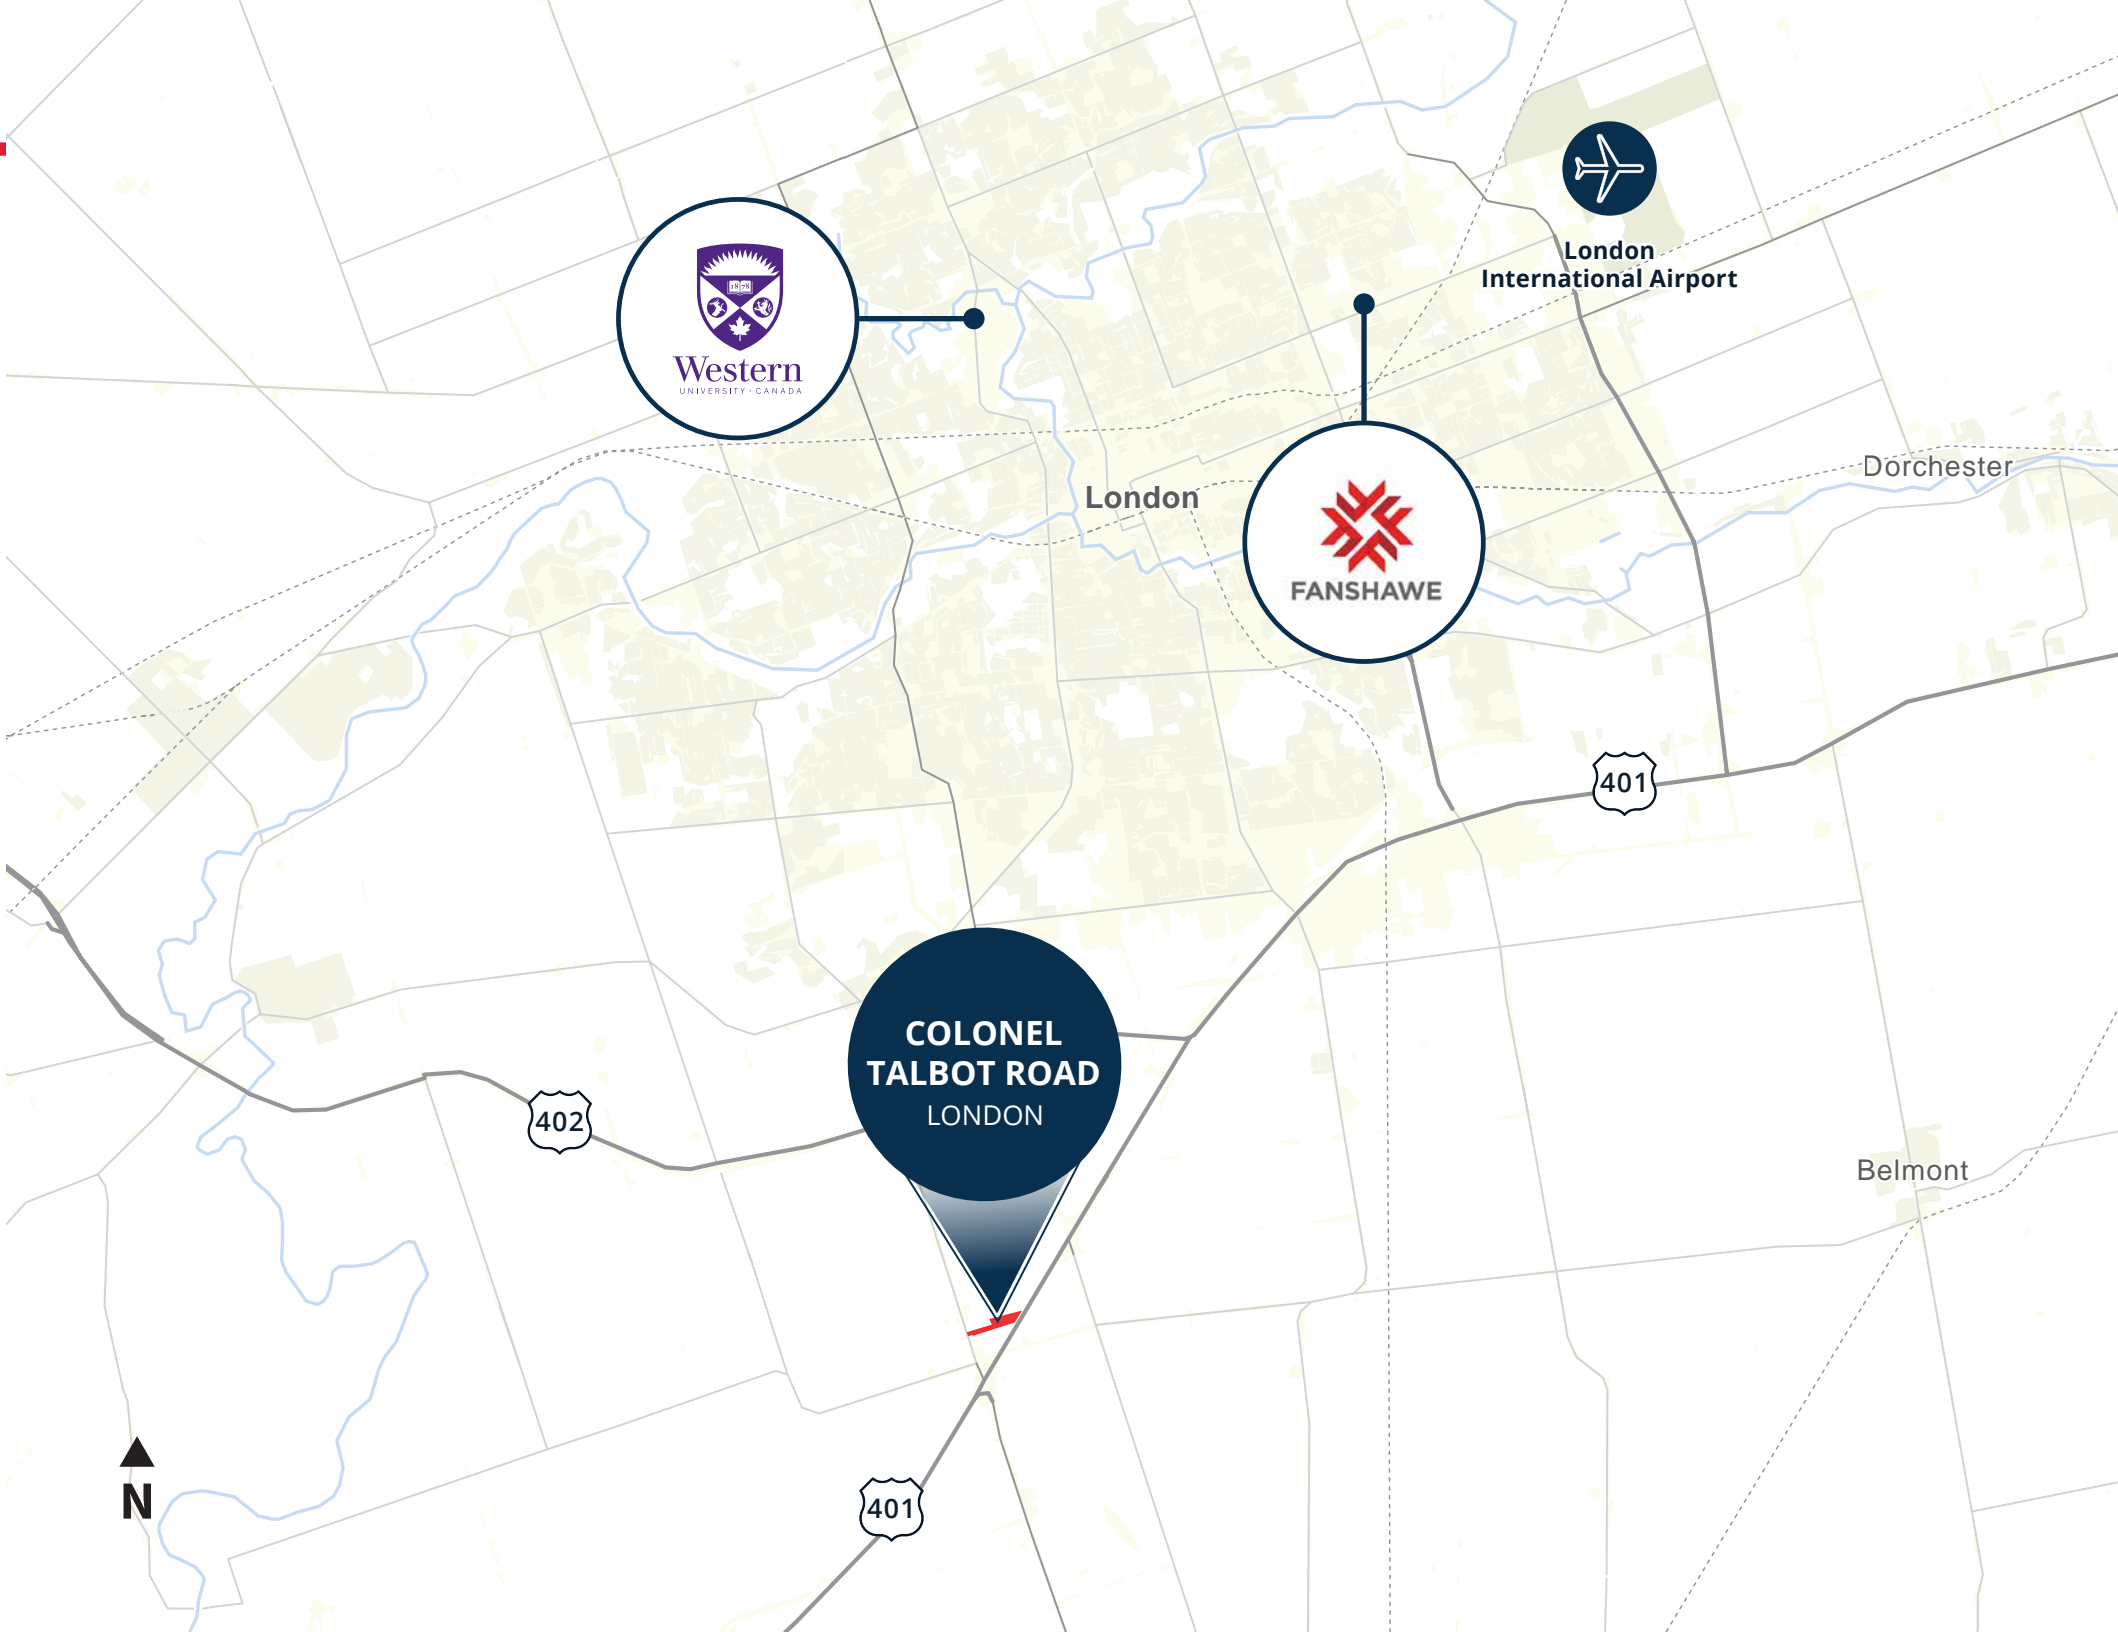 London
International Airport
1878
Western
UNIVERSITY · CANADA
Dorchester
London
FANSHAWE
401
COLONEL
TALBOT ROAD
LONDON
402
Belmont
401
N